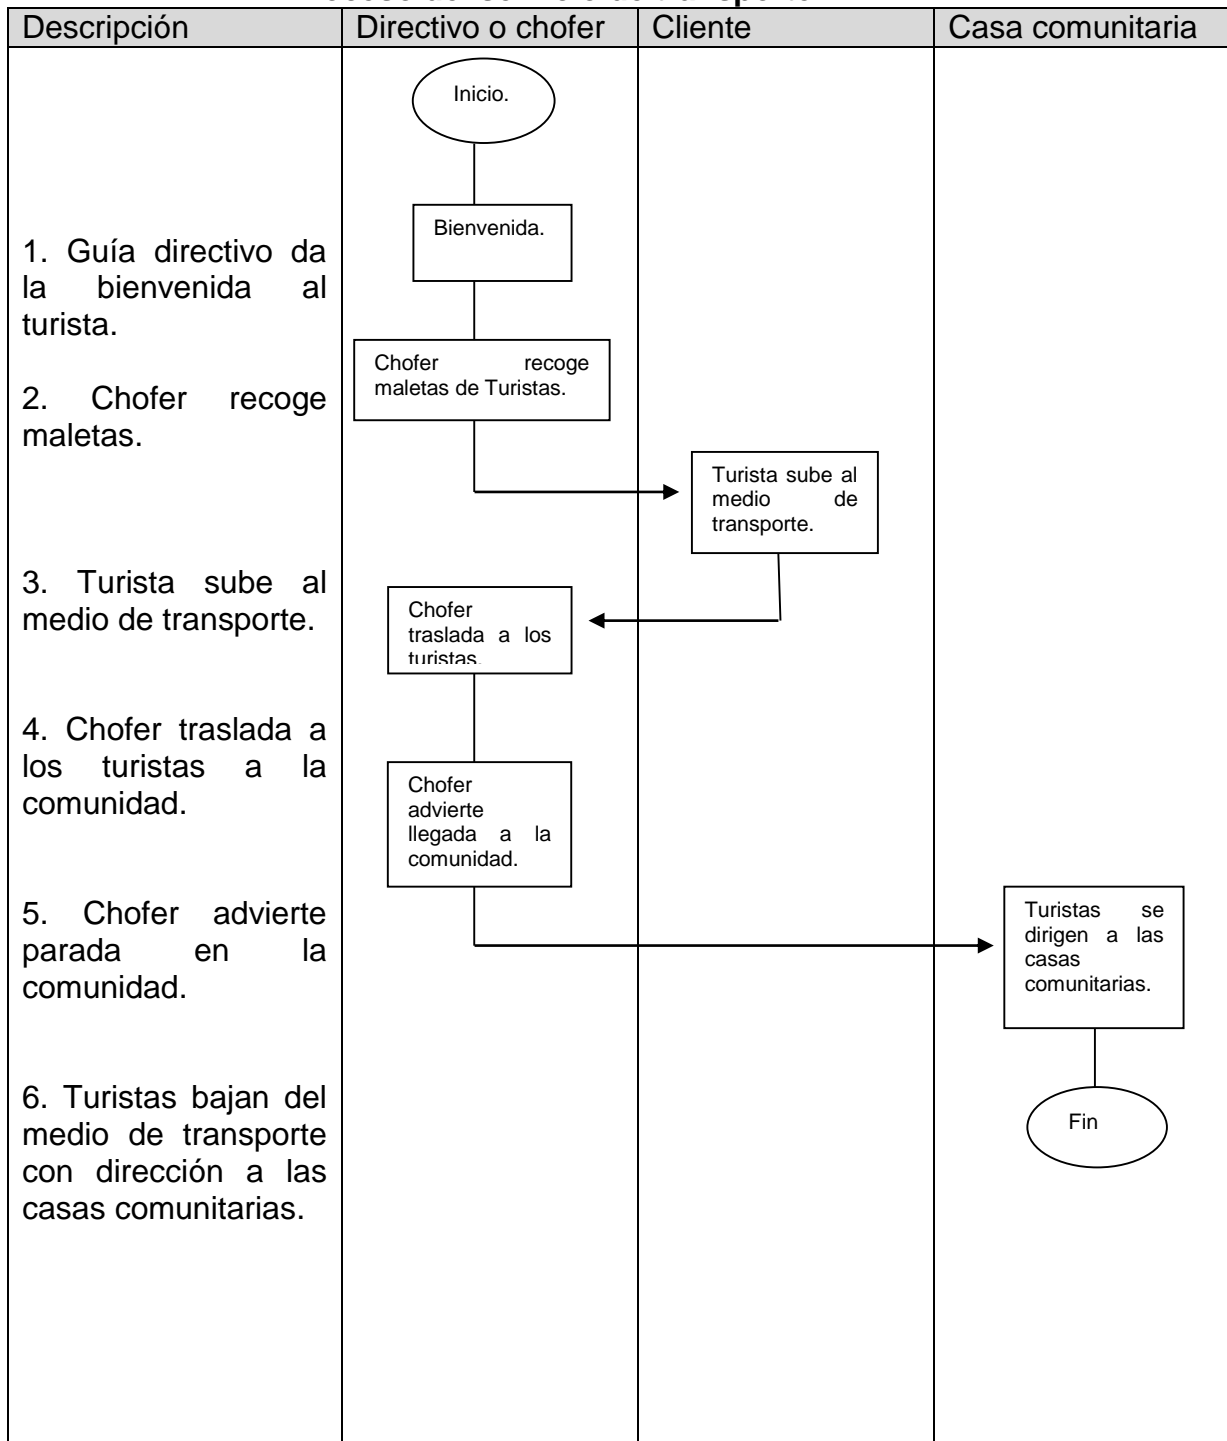 Descripción
Directivo o chofer
Cliente
Casa comunitaria
Inicio.
Bienvenida.
1. Guía directivo da
la bienvenida al
turista.
Chofer recoge
maletas de Turistas.
2. Chofer recoge
maletas.
Turista sube al
medio de
transporte.
3. Turista sube al
medio de transporte.
Chofer
traslada a los
turistas.
4. Chofer traslada a
los turistas a la
comunidad.
Chofer
advierte
llegada a la
comunidad.
5. Chofer advierte
parada en la
comunidad.
Turistas se
dirigen a las
casas
comunitarias.
6. Turistas bajan del
medio de transporte
con dirección a las
casas comunitarias.
Fin